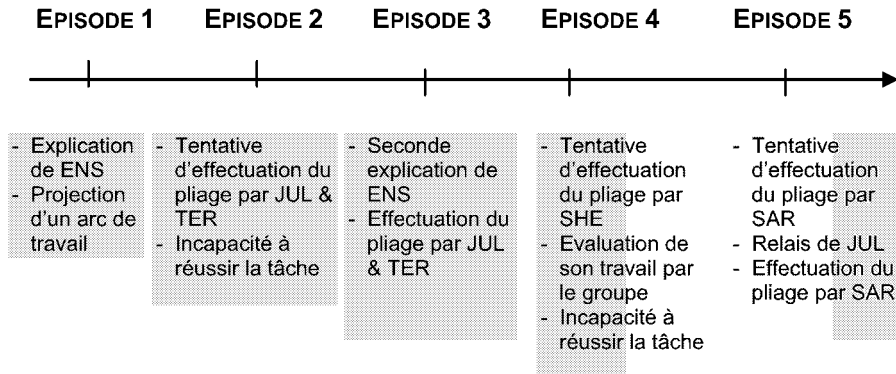 EPISODE 1 EPISODE 2 EPISODE 3 EPISODE 4 EPISODE 5
- Explication
de ENS
- Projection
d'un arc de
travail
- Tentative
d'effectuation du
pliage par JUL &
TER
- Incapacité à
réussir la tâche
- Seconde
explication de
ENS
- Effectuation du
pliage par JUL
& TER
- Tentative
d'effectuation
du pliage par
SHE
- Evaluation de
son travail par
le groupe
- Incapacité à
réussir la tâche
- Tentative
d'effectuation
du pliage par
SAR
- Relais de JUL
- Effectuation du
pliage par SAR